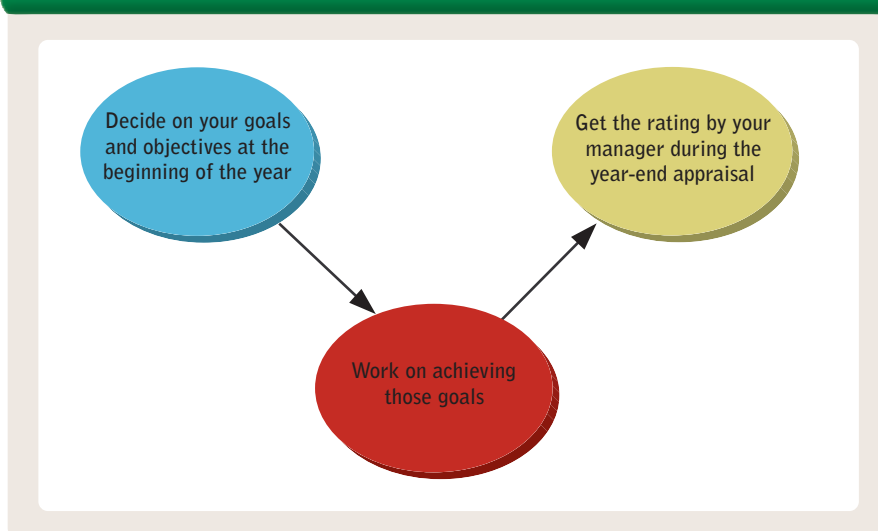 Decide on your goals
and objectives at the
beginning of the year
Work on achieving
those goals
Get the rating by your
manager during the
year-end appraisal